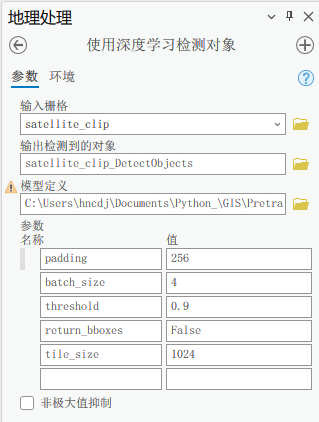 地理处理
使用深度学习检测对象
参数 环境
输入栅格
satellite_clip
输出检测到的对象
satellite_clip_DetectObjects
模型定义
C:\Users\hncdj\Documents\Python_\GIS\Pretra
参数
名称 值
padding 256
batch_size 4
threshold 0.9
return_bboxes False
tile_size 1024
非极大值抑制